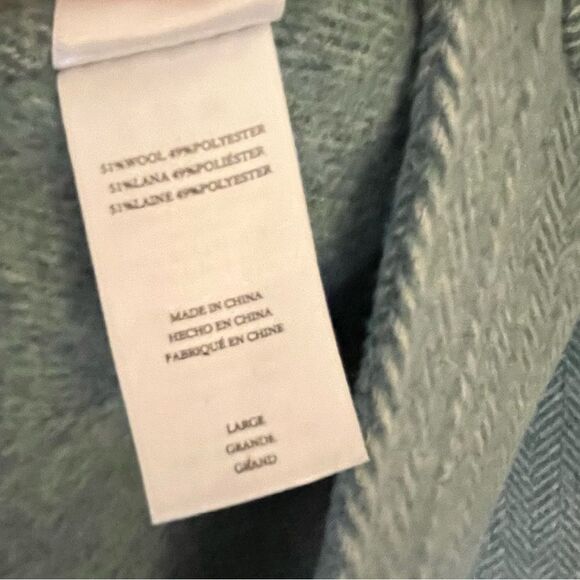 51%WOOL 49%POLYESTER
51%LANA 49%POLIÉSTER
51%LAINE 49%POLYESTER
MADE IN CHINA
HECHO EN CHINA
FABRIQUÉ EN CHINE
LARGE
GRANDE
GRAND